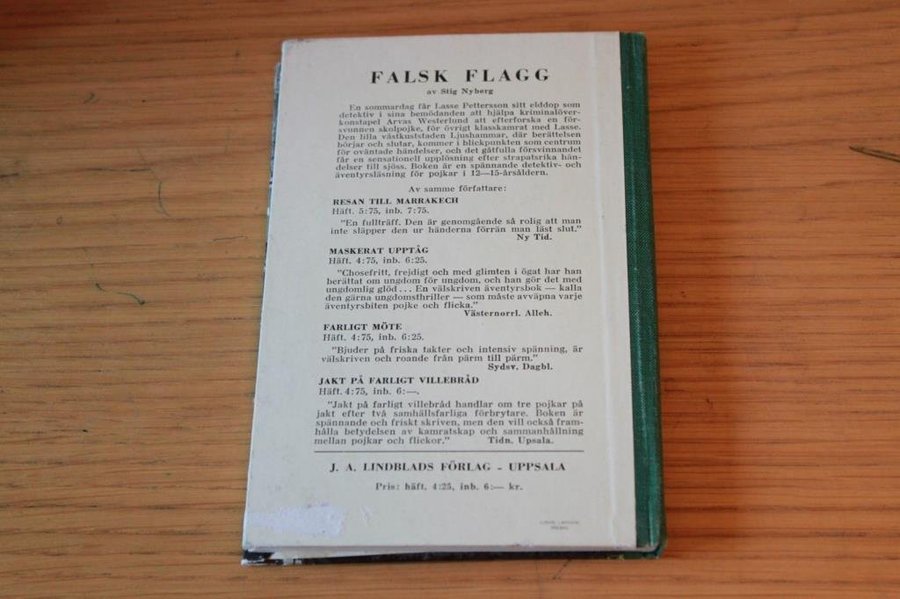 FALSK FLAGG
av Stig Nyberg
En sommardag får Lasse Pettersson sitt elddop som
detektiv i sina bemödanden att hjälpa kriminalöver-
konstapel Arvas Westerlund att efterforska en för-
svunnen skolpojke, för övrigt klasskamrat med Lasse.
Den lilla västkuststaden Ljushammar, där berättelsen
börjar och slutar, kommer i blickpunkten som centrum
för oväntade händelser, och det gåtfulla försvinnandet
får en sensationell upplösning efter strapatsrika hän-
delser till sjöss. Boken är en spännande detektiv- och
äventyrsläsning för pojkar i 12—15-årsåldern.
Av samme författare:
RESAN TILL MARRAKECH
Häft. 5:75, inb. 7:75.
"En fullträff. Den är genomgående så rolig att man
inte släpper den ur händerna förrän man läst slut."
Ny Tid.
MASKERAT UPPTÅG
Häft. 4:75, inb. 6:25.
"Chosefritt, frejdigt och med glimten i ögat har han
berättat om ungdom för ungdom, och han gör det med
ungdomlig glöd... En välskriven äventyrsbok — kalla
den gärna ungdomsthriller — som måste avväpna varje
äventyrsbiten pojke och flicka."
Västernorrl. Alleh.
FARLIGT MÖTE
Häft. 4:75, inb. 6:25.
"Bjuder på friska takter och intensiv spänning, är
välskriven och roande från pärm till pärm."
Sydsv. Dagbl.
JAKT PÅ FARLIGT VILLEBRÅD
Häft. 4:75, inb. 6:—.
"Jakt på farligt villebråd handlar om tre pojkar på
jakt efter två samhällsfarliga förbrytare. Boken är
spännande och friskt skriven, men den vill också fram-
hålla betydelsen av kamratskap och sammanhållning
mellan pojkar och flickor." Tidn. Upsala.
J. A. LINDBLADS FÖRLAG - UPPSALA
Pris: häft. 4:25, inb. 6:— kr.